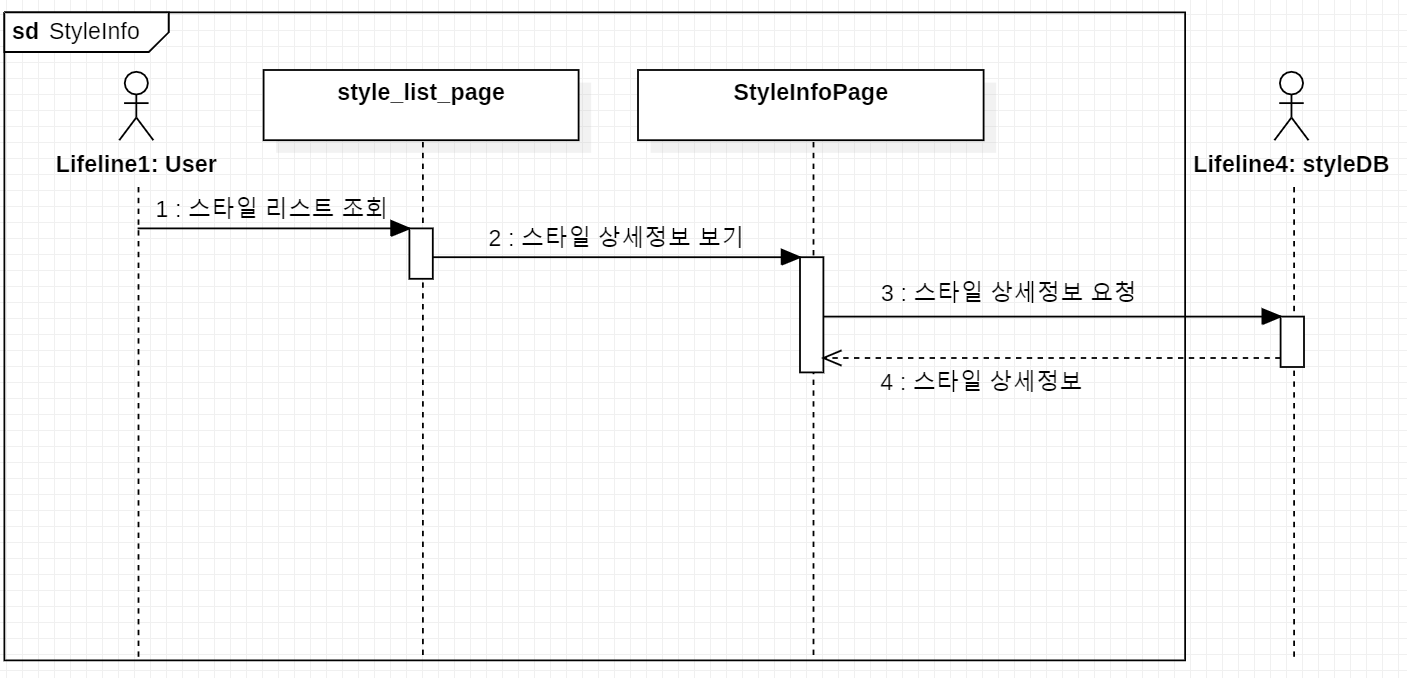 sd StyleInfo
style_list_page
StyleInfoPage
Lifeline1: User
Lifeline4: styleDB
1 : 스타일 리스트 조회
2 : 스타일 상세정보 보기
3 : 스타일 상세정보 요청
4 : 스타일 상세정보